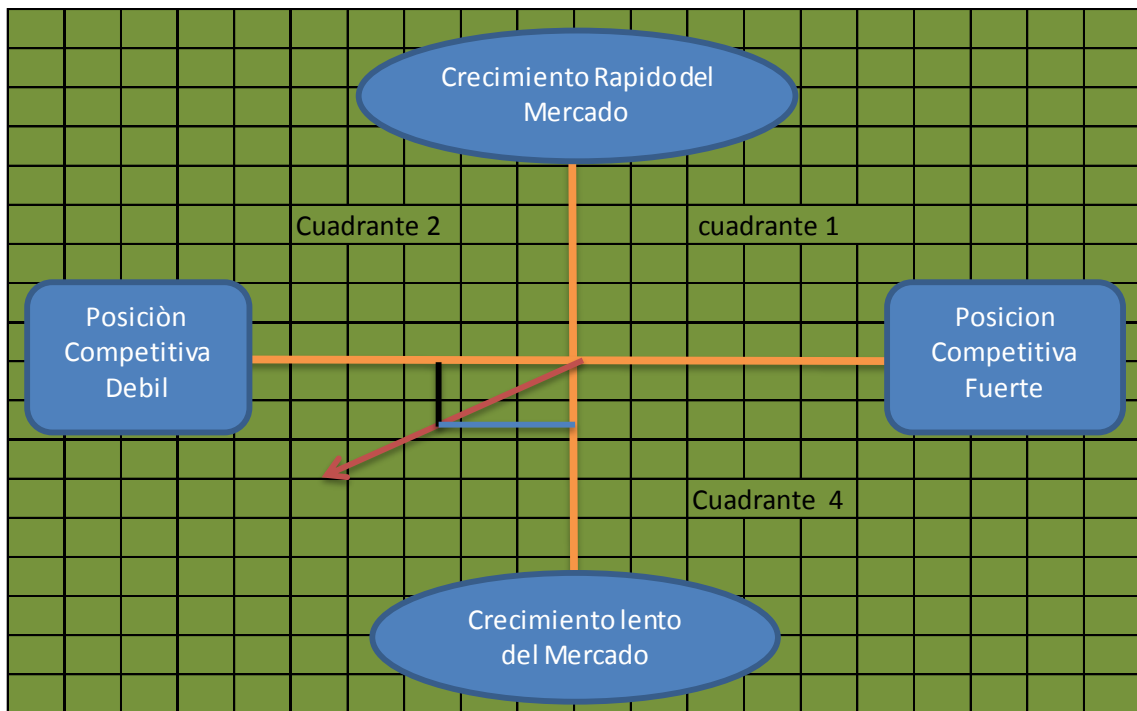 Crecimiento Rapido del
Mercado
Cuadrante 2
cuadrante 1
Posiciòn
Competitiva
Debil
Posicion
Competitiva
Fuerte
Cuadrante 4
Crecimiento lento
del Mercado